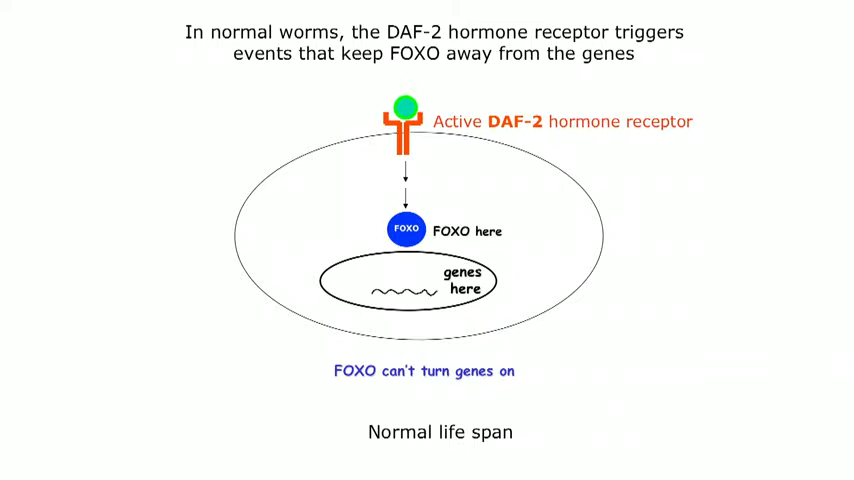 In normal worms, the DAF-2 hormone receptor triggers
events that keep FOXO away from the genes
Active DAF-2 hormone receptor
FOXO
FOXO here
genes
here
FOXO can't turn genes on
Normal life span